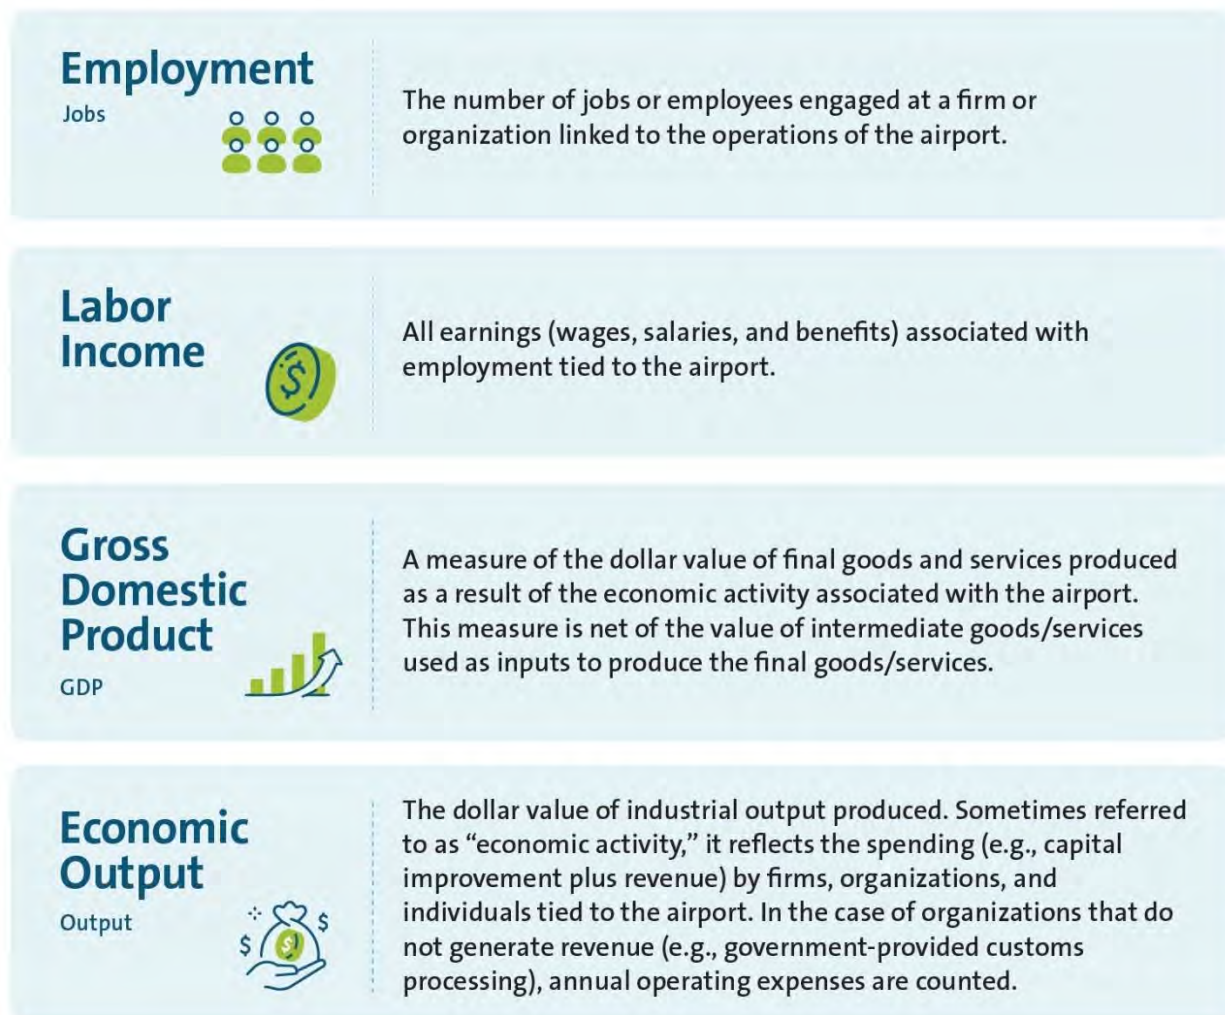 Employment
Jobs
The number of jobs or employees engaged at a firm or
organization linked to the operations of the airport.
Labor
Income
$
All earnings (wages, salaries, and benefits) associated with
employment tied to the airport.
Gross
Domestic
Product
GDP
A measure of the dollar value of final goods and services produced
as a result of the economic activity associated with the airport.
This measure is net of the value of intermediate goods/services
used as inputs to produce the final goods/services.
Economic
Output
Output
$ $ $
The dollar value of industrial output produced. Sometimes referred
to as “economic activity,” it reflects the spending (e.g., capital
improvement plus revenue) by firms, organizations, and
individuals tied to the airport. In the case of organizations that do
not generate revenue (e.g., government-provided customs
processing), annual operating expenses are counted.